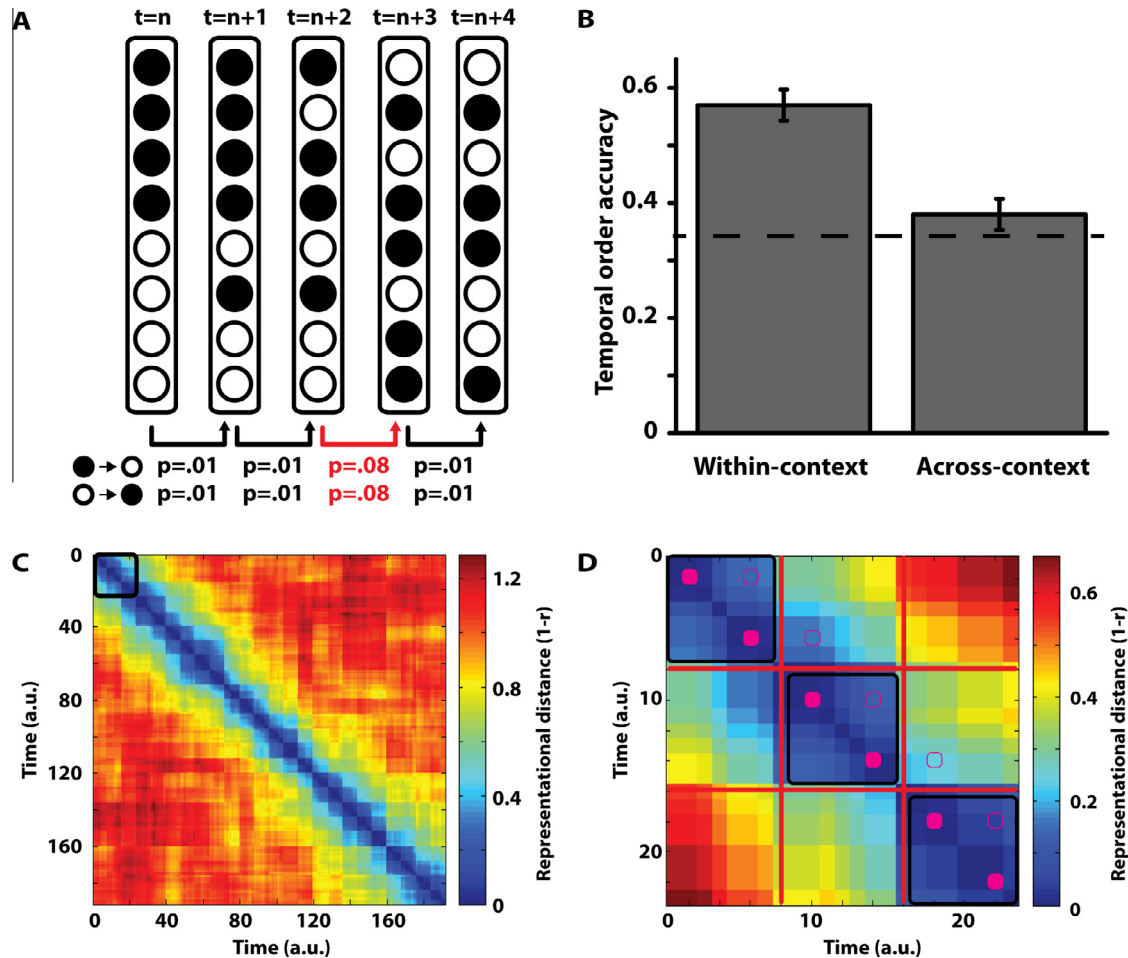 A
t=n t=n+1 t=n+2 t=n+3 t=n+4
p=.01 p=.01 p=.08 p=.01
p=.01 p=.01 p=.08 p=.01
B
Temporal order accuracy
0.6
0.4
0.2
0
Within-context Across-context
C
Time (a.u.)
0
40
80
120
160
0 40 80 120 160
Time (a.u.)
1.2
0.8
0.4
0
Representational distance (1-r)
D
Time (a.u.)
0
10
20
0 10 20
Time (a.u.)
0.6
0.4
0.2
0
Representational distance (1-r)